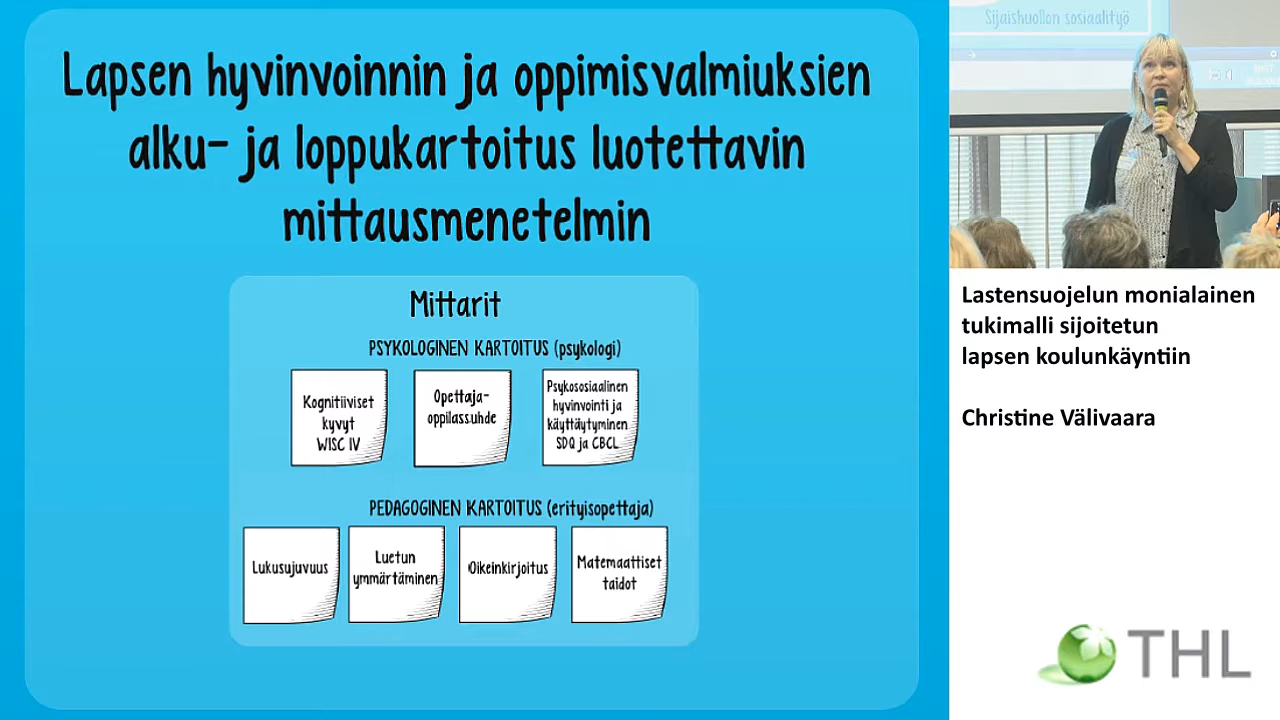 Lapsen hyvinvoinnin ja oppimisvalmiuksien
alku- ja loppukartoitus luotettavin
mittausmenetelmin
Mittarit
PSYKOLOGINEN KARTOITUS (psykologi)
Kognitiiviset
kyvyt
WISC IV
Opettaja-
oppilassuhde
Psykososiaalinen
hyvinvointi ja
käyttäytyminen
SDQ ja CBCL
PEDAGOGINEN KARTOITUS (erityisopettaja)
Lukusujuvuus
Luetun
ymmärtäminen
Oikeinkirjoitus
Matemaattiset
taidot
Sijaishuollon sosiaalityö
Lastensuojelun monialainen
tukimalli sijoitetun
lapsen koulunkäyntiin
Christine Välivaara
THL